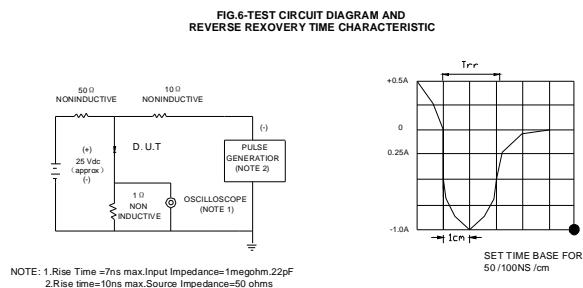 FIG.6-TEST CIRCUIT DIAGRAM AND
REVERSE REXOVERY TIME CHARACTERISTIC
50 Ω
NONINDUCTIVE
10 Ω
NONINDUCTIVE
(+)
25 Vdc
(approx)
(-)
D.U.T
1 Ω
NON
INDUCTIVE
OSCILLOSCOPE
(NOTE 1)
(-)
PULSE
GENERATIOR
(NOTE 2)
Trr
+0.5A
0
0.25A
-1.0A
1cm
SET TIME BASE FOR
50 /100NS /cm
NOTE: 1.Rise Time =7ns max.Input Impedance=1megohm.22pF
2.Rise time=10ns max.Source Impedance=50 ohms